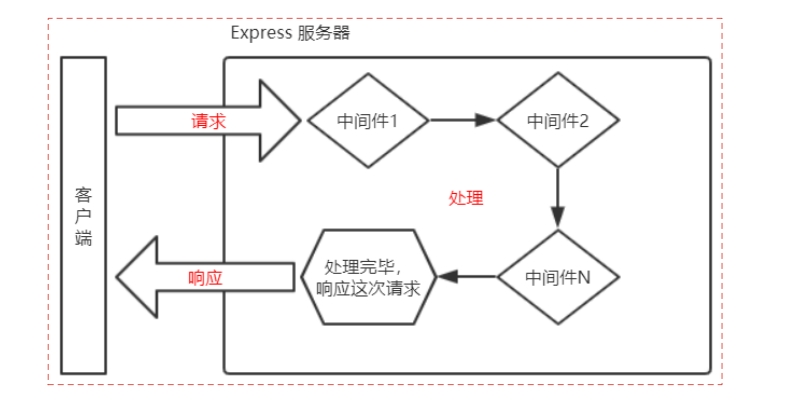 Express 服务器
请求
中间件1
中间件2
客户端
处理
响应
处理完毕，
响应这次请求
中间件N